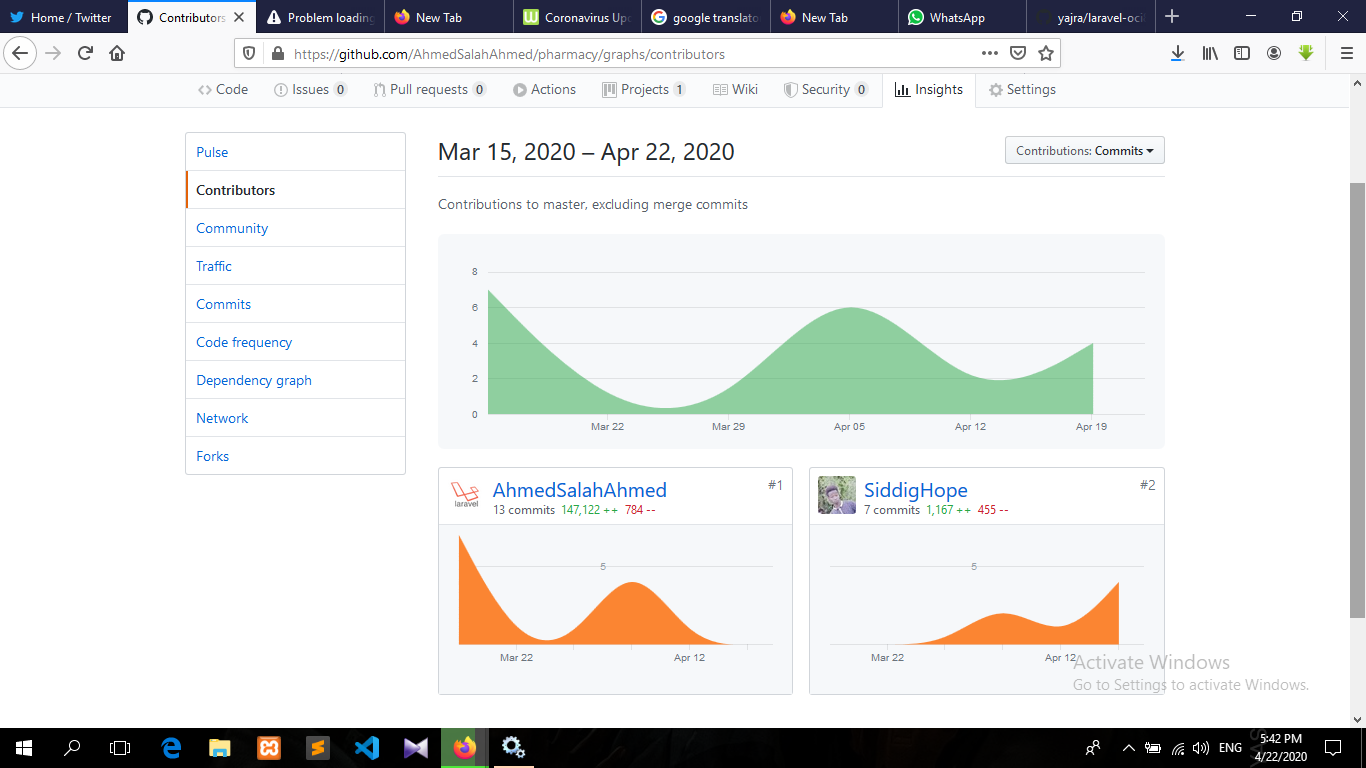 Home / Twitter
Contributors
Problem loading
New Tab
Coronavirus Up
google translato
New Tab
WhatsApp
yajra/laravel-oci
https://github.com/AhmedSalahAhmed/pharmacy/graphs/contributors
Code
Issues 0
Pull requests 0
Actions
Projects 1
Wiki
Security 0
Insights
Settings
Pulse
Contributors
Community
Traffic
Commits
Code frequency
Dependency graph
Network
Forks
Mar 15, 2020 – Apr 22, 2020
Contributions: Commits
Contributions to master, excluding merge commits
8
6
4
2
0
Mar 22 Mar 29 Apr 05 Apr 12 Apr 19
AhmedSalahAhmed #1
13 commits 147,122 ++ 784 --
laravel
5
Mar 22 Apr 12
SiddigHope #2
7 commits 1,167 ++ 455 --
5
Mar 22 Apr 12
Activate Windows
Go to Settings to activate Windows.
ENG
5:42 PM
4/22/2020